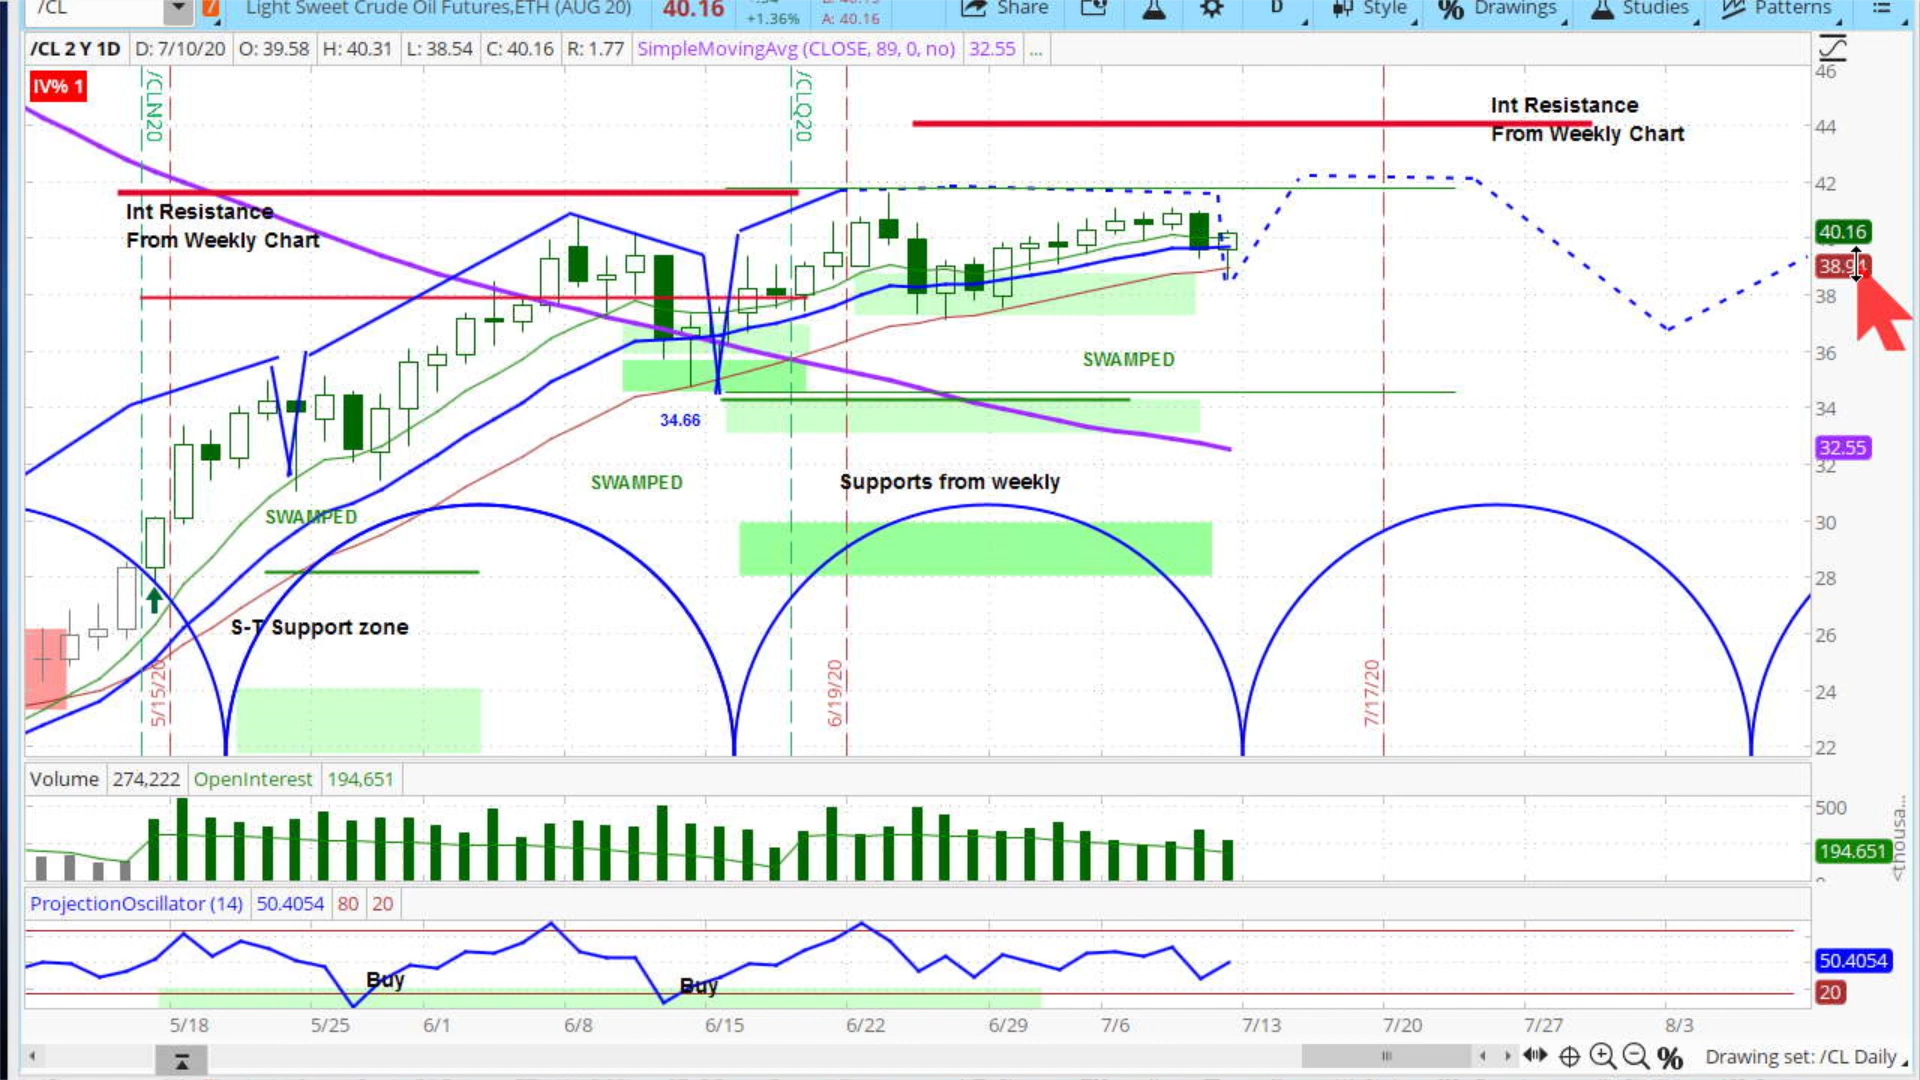 /CL
Light Sweet Crude Oil Futures,ETH (AUG 20)
40.16
+1.36%
A: 40.16
Share
D
Style
% Drawings
Studies
Patterns
/CL 2 Y 1D D: 7/10/20 O: 39.58 H: 40.31 L: 38.54 C: 40.16 R: 1.77 SimpleMovingAvg (CLOSE, 89, 0, no) 32.55 ...
IV% 1
/CLN20
/CLQ20
Int Resistance
From Weekly Chart
Int Resistance
From Weekly Chart
46
44
42
40.16
38
36
34
32.55
32
30
28
26
24
22
SWAMPED
34.66
SWAMPED
Supports from weekly
SWAMPED
S-T Support zone
5/15/20
6/19/20
7/17/20
Volume 274,222 OpenInterest 194,651
500
194.651
<thousa...
ProjectionOscillator (14) 50.4054 80 20
Buy
Buy
50.4054
20
5/18 5/25 6/1 6/8 6/15 6/22 6/29 7/6 7/13 7/20 7/27 8/3
% Drawing set: /CL Daily